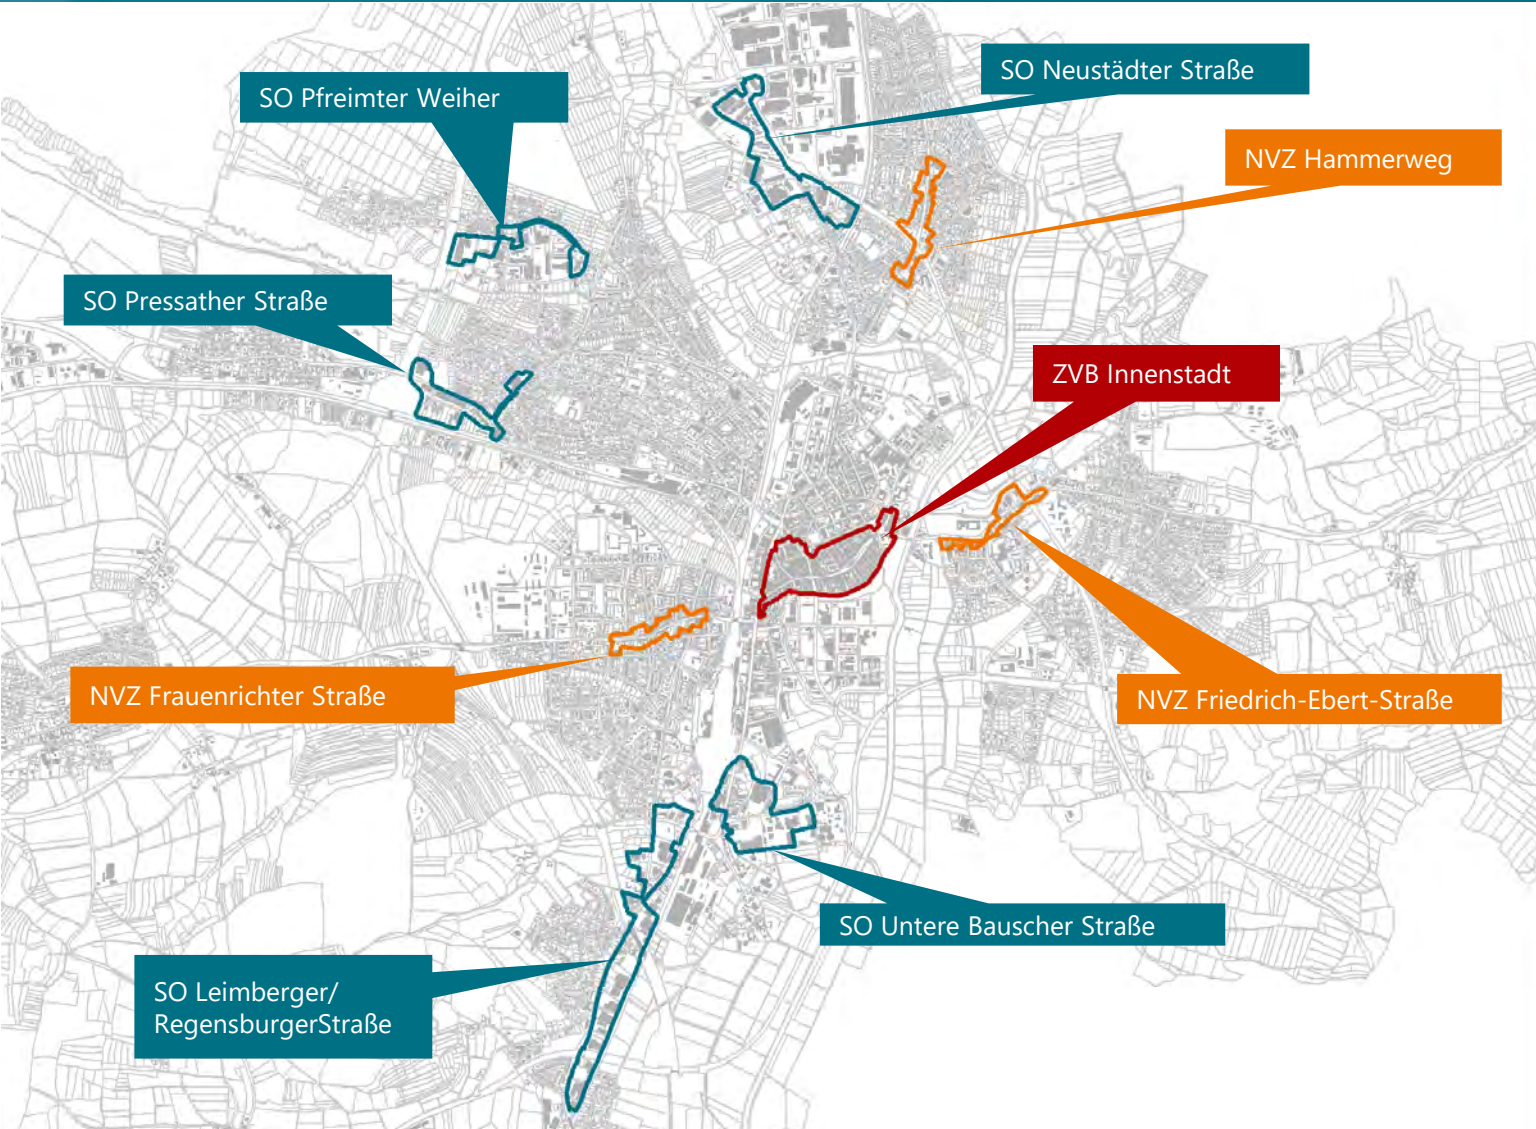 SO Neustädter Straße
SO Pfreimter Weiher
NVZ Hammerweg
SO Pressather Straße
ZVB Innenstadt
NVZ Frauenrichter Straße
NVZ Friedrich-Ebert-Straße
SO Untere Bauscher Straße
SO Leimberger/
RegensburgerStraße